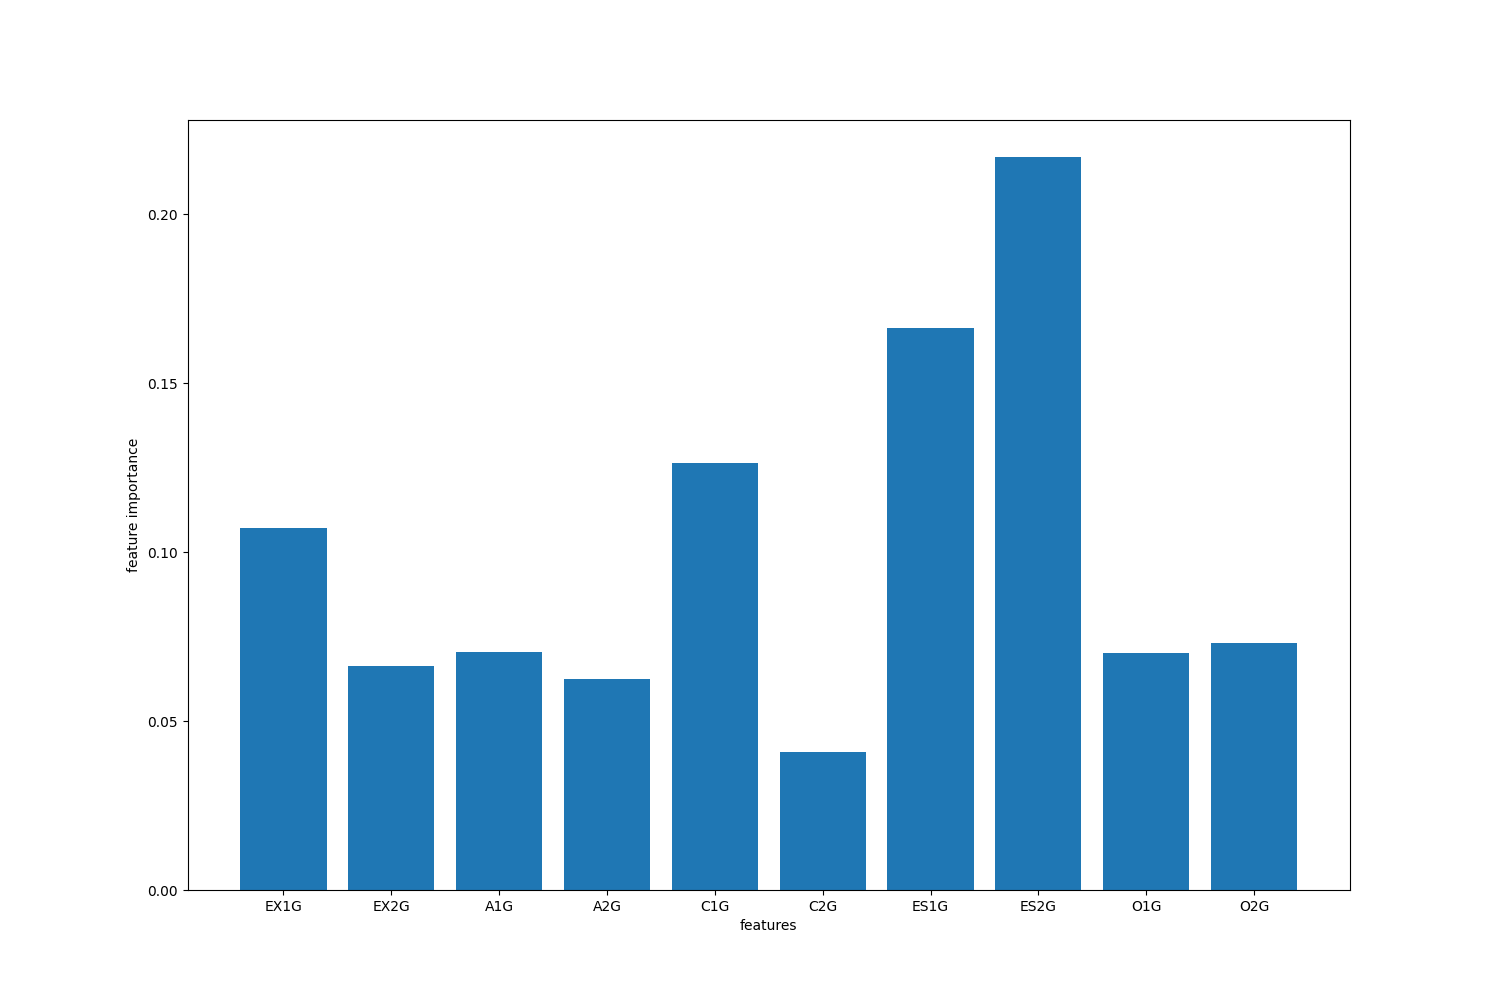 feature importance
0.20
0.15
0.10
0.05
0.00
EX1G EX2G A1G A2G C1G C2G ES1G ES2G O1G O2G
features